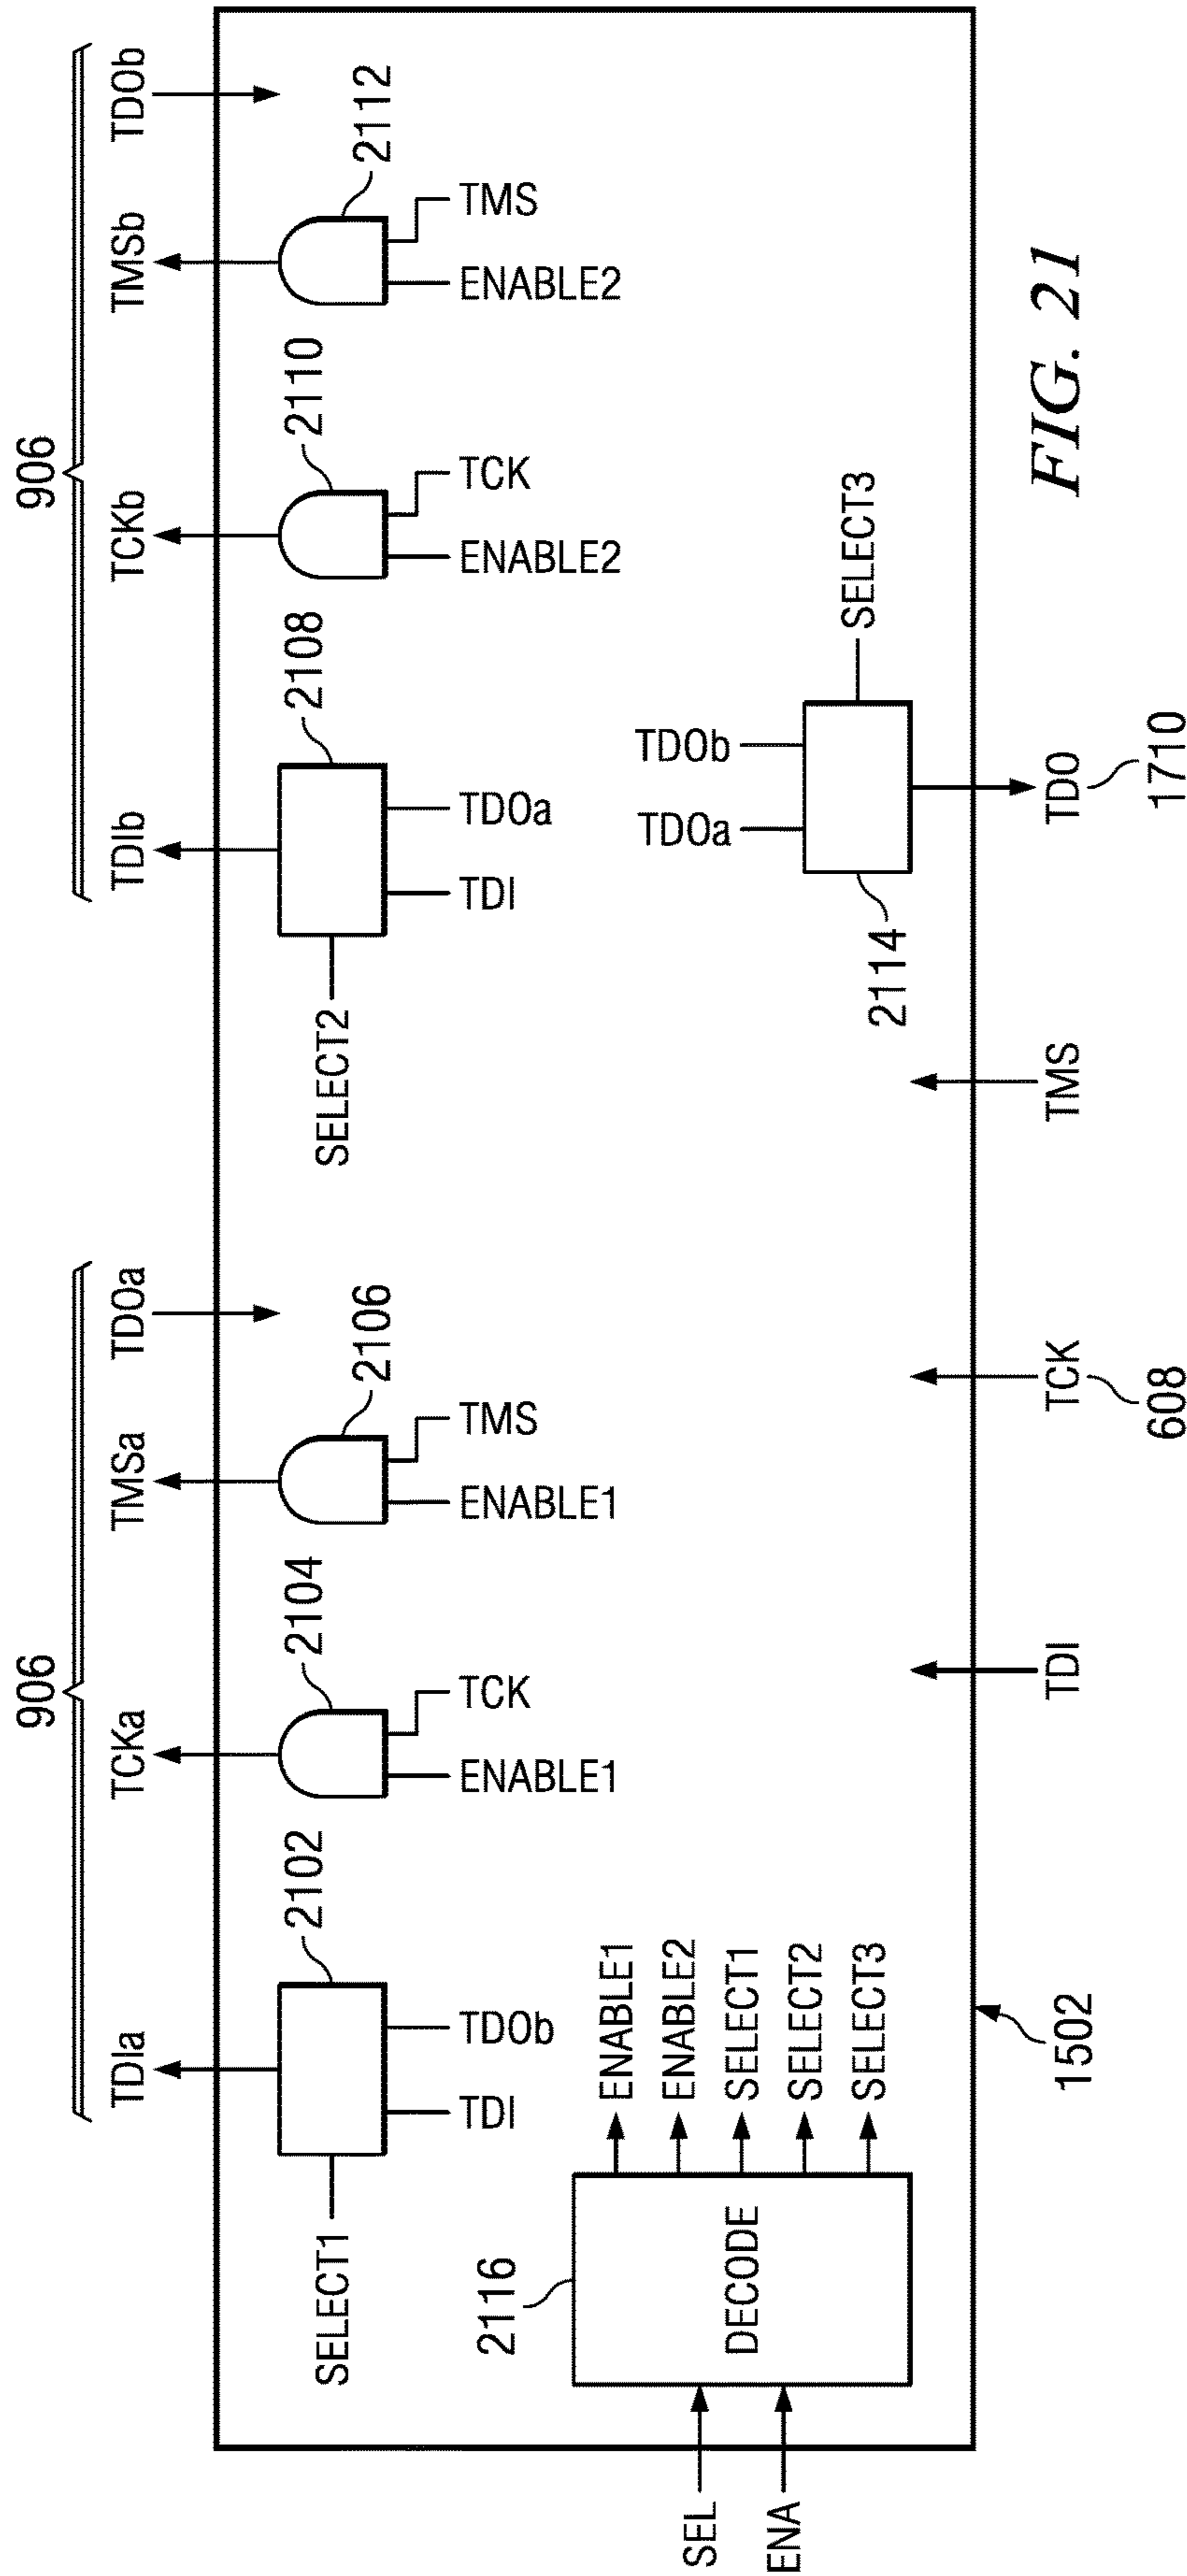 906
906
TDIa
TCKa
TMSa
TDOa
TDIb
TCKb
TMSb
TDOb
2102
2104
2106
2108
2110
2112
SELECT1
TDI
TDOb
ENABLE1
TCK
ENABLE1
TMS
SELECT2
TDI
TDOa
ENABLE2
TCK
ENABLE2
TMS
2116
SEL
ENA
DECODE
ENABLE1
ENABLE2
SELECT1
SELECT2
SELECT3
TDOa
TDOb
SELECT3
2114
1502
TDI
TCK
608
TMS
TDO
1710
FIG. 21